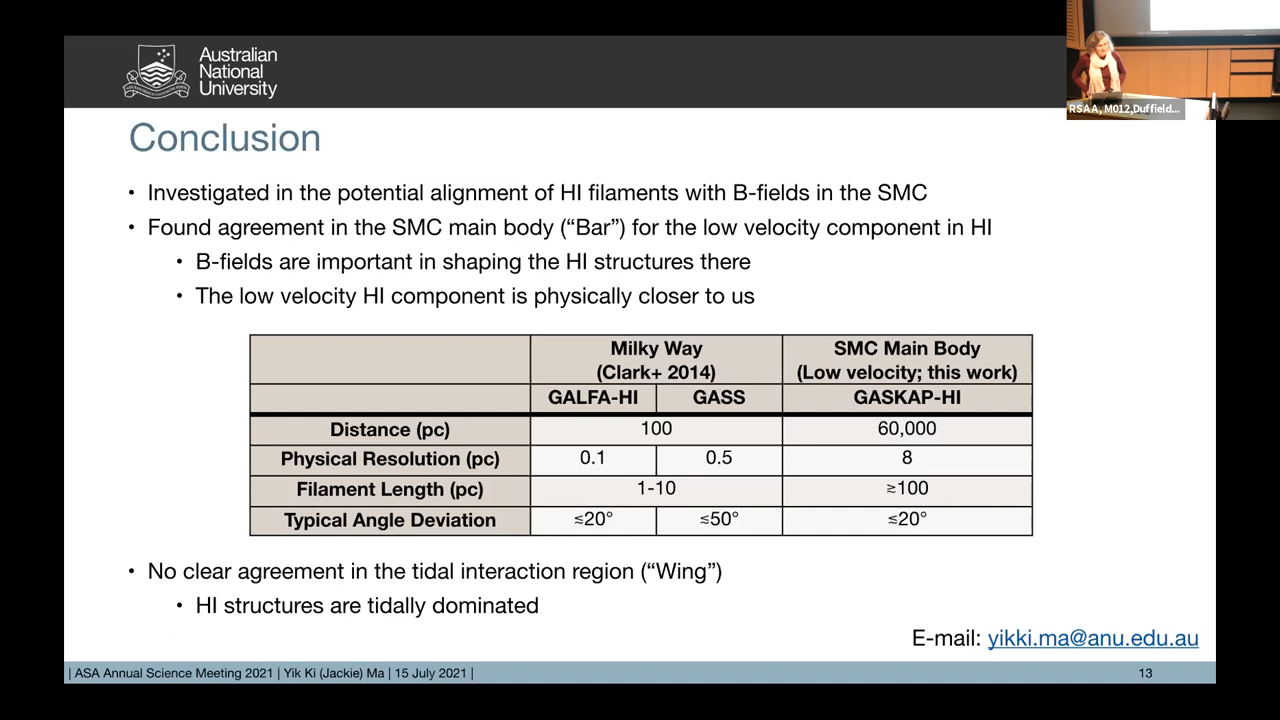 Australian
National
University
RSAA, M012,Duffield...
Conclusion
• Investigated in the potential alignment of HI filaments with B-fields in the SMC
• Found agreement in the SMC main body (“Bar”) for the low velocity component in HI
• B-fields are important in shaping the HI structures there
• The low velocity HI component is physically closer to us
Milky Way SMC Main Body
(Clark+ 2014) (Low velocity; this work)
GALFA-HI GASS GASKAP-HI
Distance (pc) 100 60,000
Physical Resolution (pc) 0.1 0.5 8
Filament Length (pc) 1-10 ≳100
Typical Angle Deviation ≲20° ≲50° ≲20°
• No clear agreement in the tidal interaction region (“Wing”)
• HI structures are tidally dominated
E-mail: yikki.ma@anu.edu.au
| ASA Annual Science Meeting 2021 | Yik Ki (Jackie) Ma | 15 July 2021 | 13